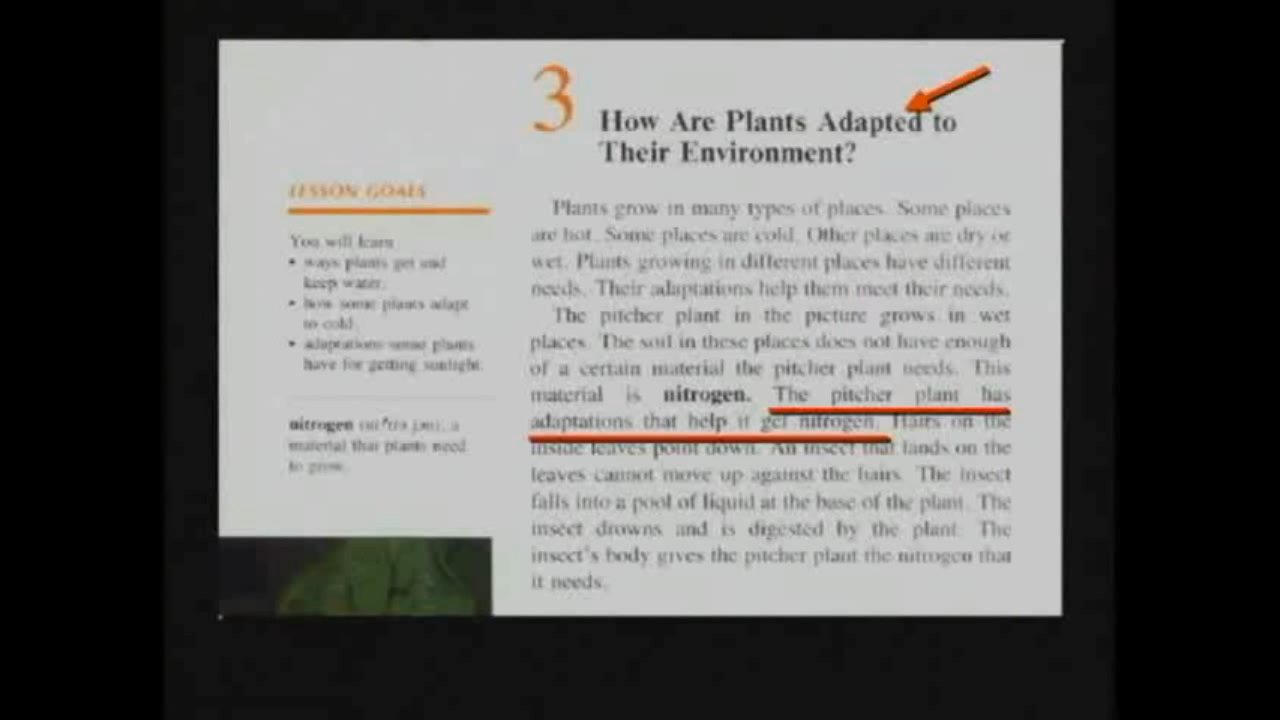 3
How Are Plants Adapted to
Their Environment?
LESSON GOALS
You will learn
• ways plants get and
keep water.
• how some plants adapt
to cold.
• adaptations some plants
have for getting sunlight.
nitrogen a
material that plants need
to grow.
Plants grow in many types of places. Some places
are hot. Some places are cold. Other places are dry or
wet. Plants growing in different places have different
needs. Their adaptations help them meet their needs.
The pitcher plant in the picture grows in wet
places. The soil in these places does not have enough
of a certain material the pitcher plant needs. This
material is nitrogen. The pitcher plant has
adaptations that help it get nitrogen. Hairs on the
inside leaves point down. An insect that lands on the
leaves cannot move up against the hairs. The insect
falls into a pool of liquid at the base of the plant. The
insect drowns and is digested by the plant. The
insect's body gives the pitcher plant the nitrogen that
it needs.